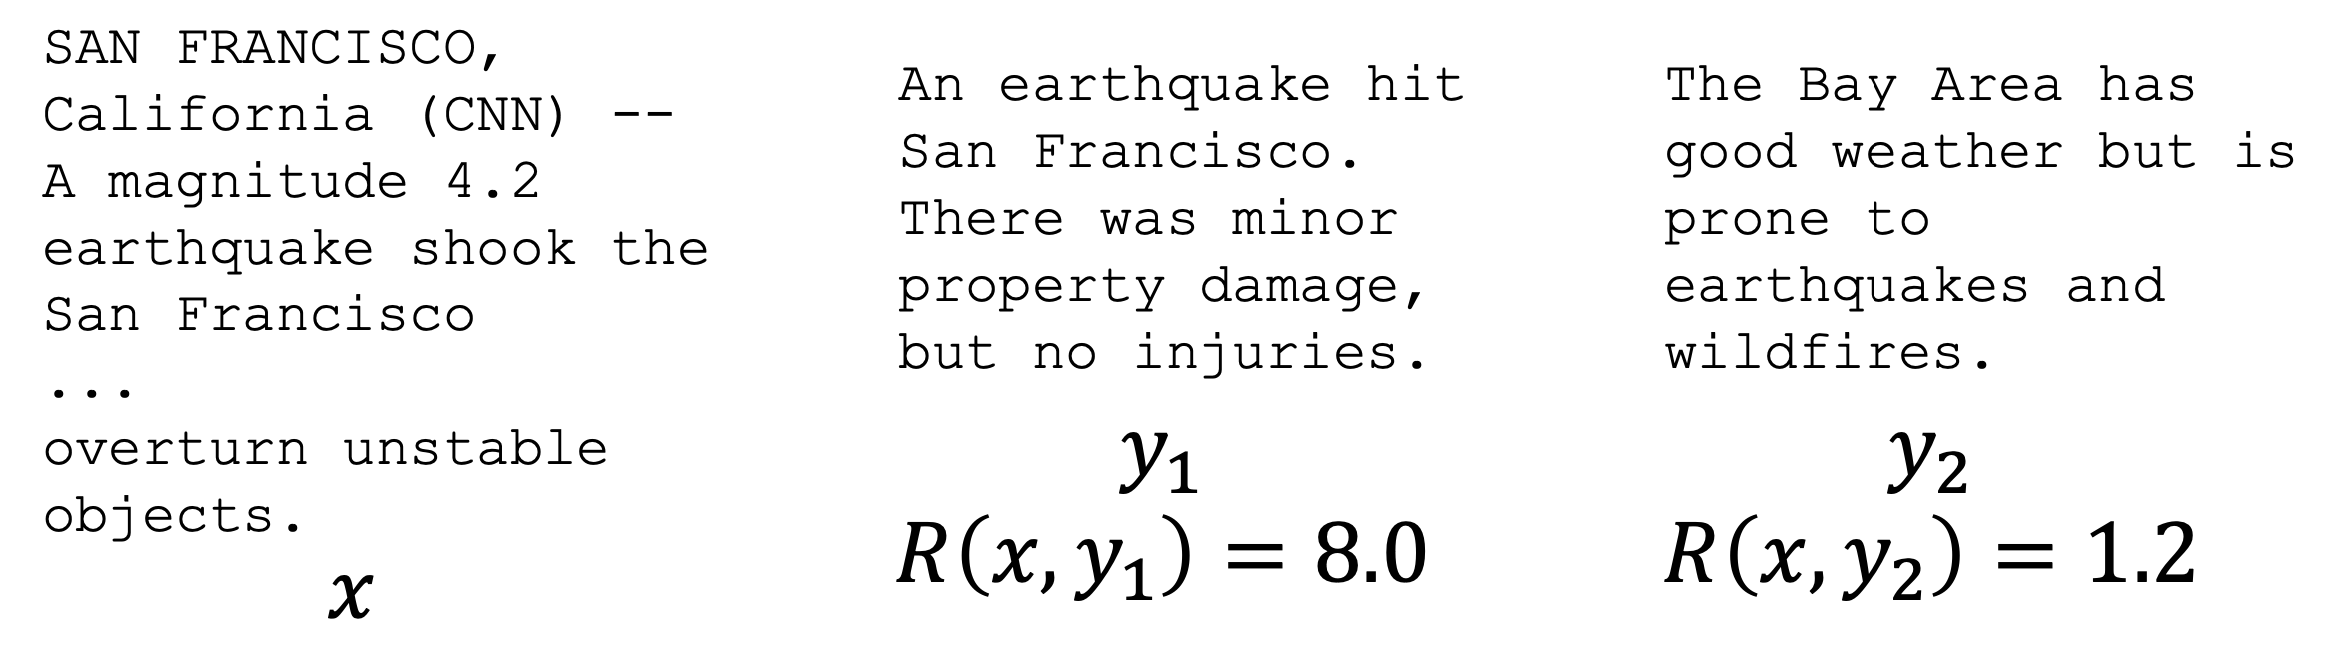 SAN FRANCISCO,
California (CNN) --
A magnitude 4.2
earthquake shook the
San Francisco
...
overturn unstable
objects.
x
An earthquake hit
San Francisco.
There was minor
property damage,
but no injuries.
y₁
R(x, y₁) = 8.0
The Bay Area has
good weather but is
prone to
earthquakes and
wildfires.
y₂
R(x, y₂) = 1.2